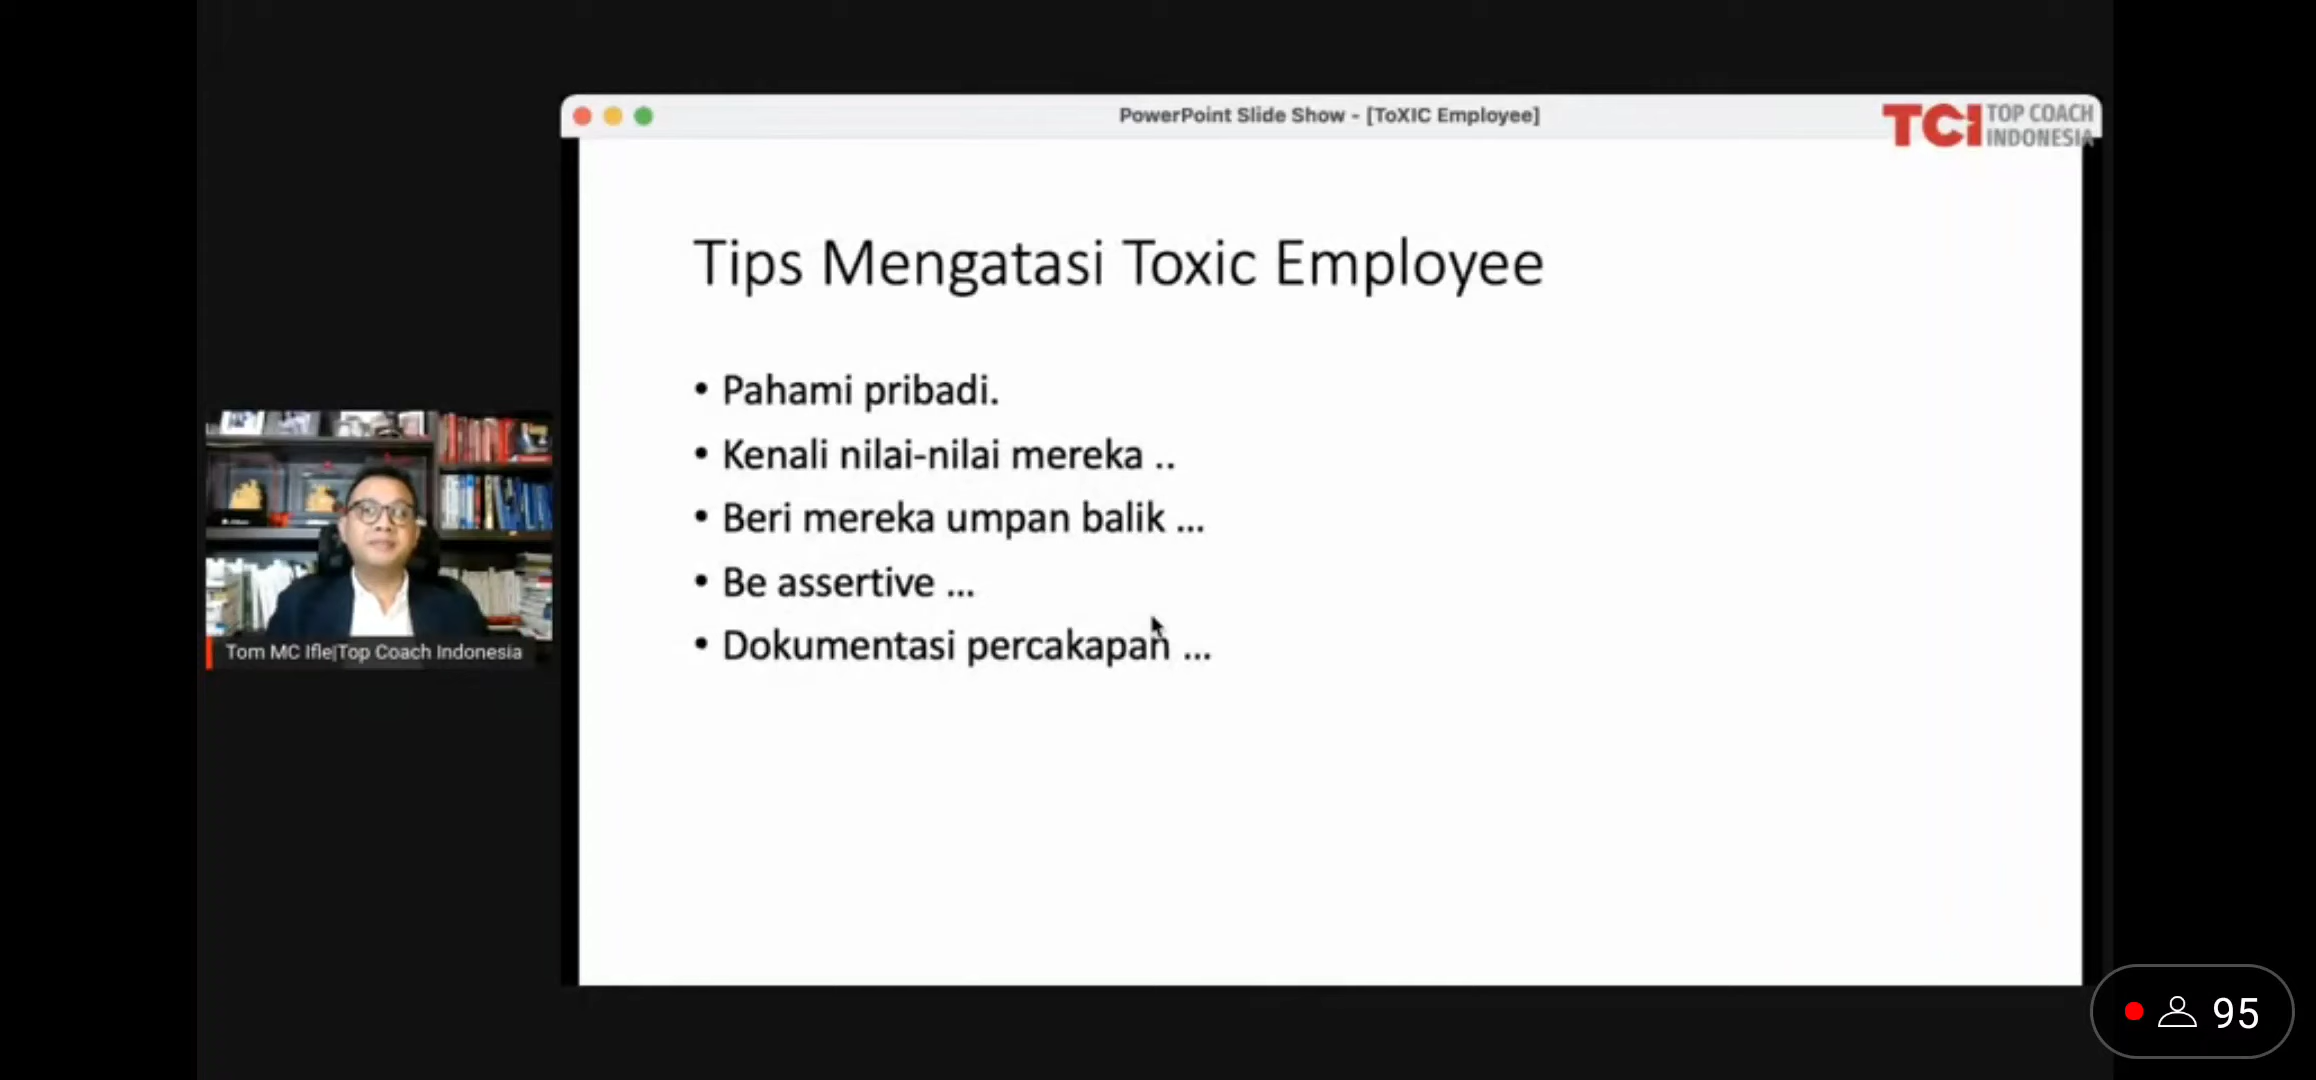 PowerPoint Slide Show - [ToXIC Employee]
TCI TOP COACH
INDONESIA
Tips Mengatasi Toxic Employee
• Pahami pribadi.
• Kenali nilai-nilai mereka ..
• Beri mereka umpan balik ...
• Be assertive ...
• Dokumentasi percakapan ...
Tom MC Ifle|Top Coach Indonesia
95